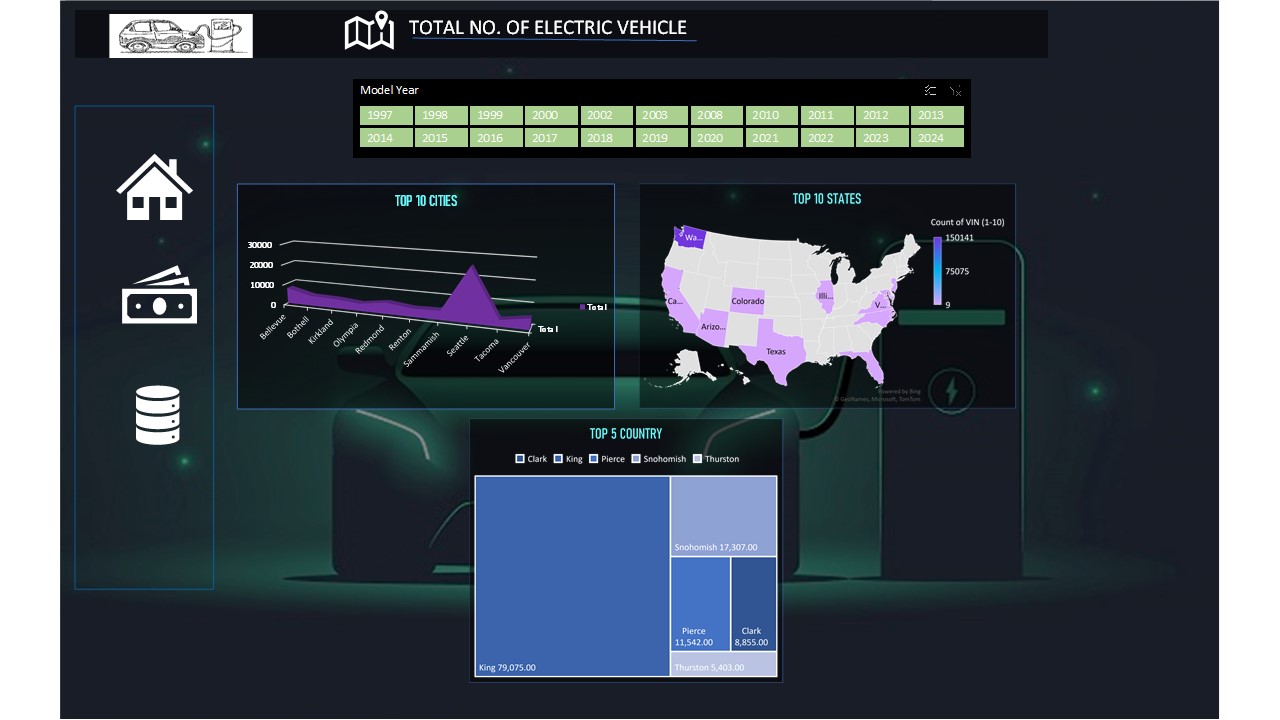 TOTAL NO. OF ELECTRIC VEHICLE
Model Year
1997 1998 1999 2000 2002 2003 2008 2010 2011 2012 2013
2014 2015 2016 2017 2018 2019 2020 2021 2022 2023 2024
TOP 10 CITIES
30000
20000
10000
0
Bellevue
Bothell
Kirkland
Olympia
Redmond
Renton
Sammamish
Seattle
Tacoma
Vancouver
Total
Total
TOP 10 STATES
Count of VIN (1-10)
150141
75075
9
Wa...
Ca...
Colorado
Illi...
V...
Arizo...
Texas
Powered by Bing
© GeoNames, Microsoft, TomTom
TOP 5 COUNTRY
Clark King Pierce Snohomish Thurston
King 79,075.00
Snohomish 17,307.00
Pierce
11,542.00
Clark
8,855.00
Thurston 5,403.00